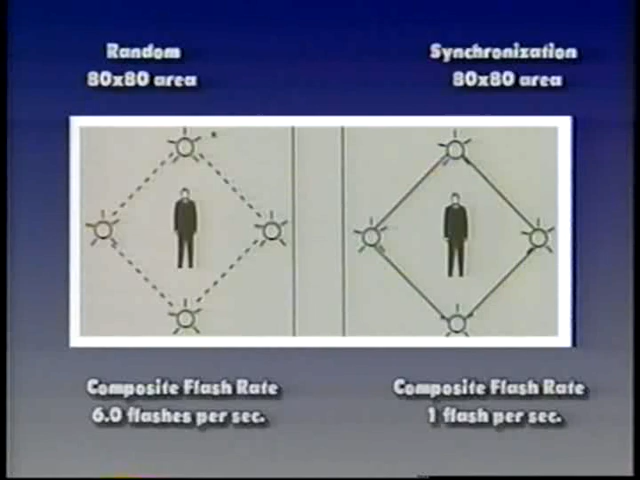 Random
80x80 area
Synchronization
80x80 area
Composite Flash Rate
6.0 flashes per sec.
Composite Flash Rate
1 flash per sec.